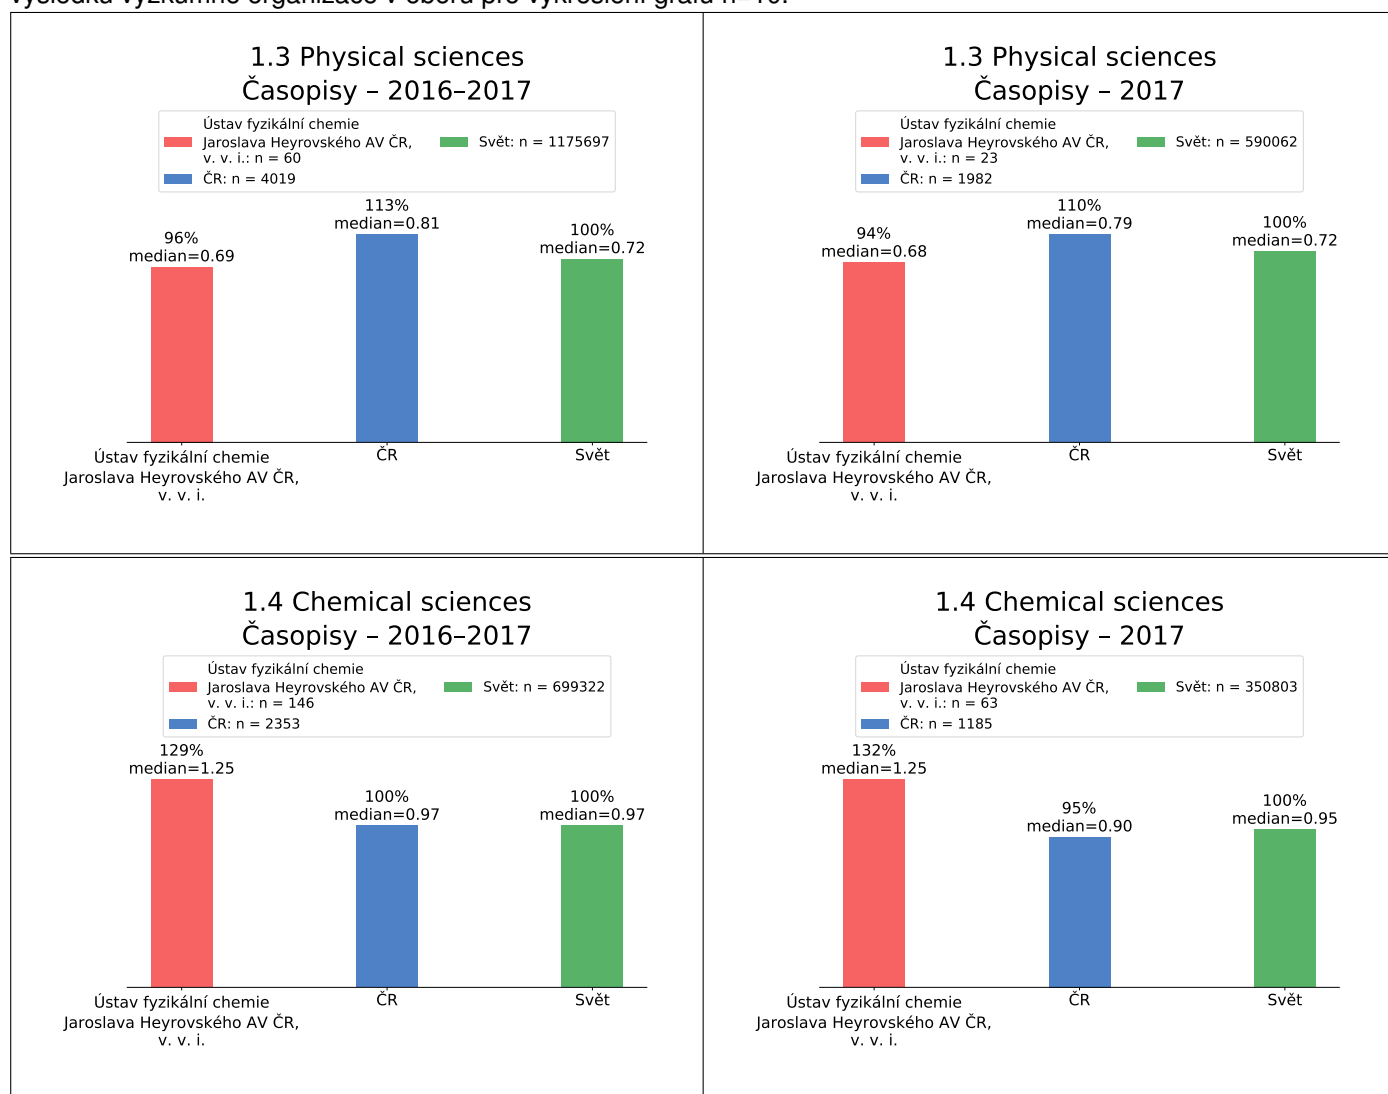 výsledků výzkumné organizace v oboru pro vykreslení grafu n=10.
1.3 Physical sciences
Časopisy – 2016–2017
Ústav fyzikální chemie
Jaroslava Heyrovského AV ČR,
v. v. i.: n = 60
ČR: n = 4019
Svět: n = 1175697
96%
median=0.69
113%
median=0.81
100%
median=0.72
Ústav fyzikální chemie
Jaroslava Heyrovského AV ČR,
v. v. i.
ČR
Svět
1.3 Physical sciences
Časopisy – 2017
Ústav fyzikální chemie
Jaroslava Heyrovského AV ČR,
v. v. i.: n = 23
ČR: n = 1982
Svět: n = 590062
94%
median=0.68
110%
median=0.79
100%
median=0.72
Ústav fyzikální chemie
Jaroslava Heyrovského AV ČR,
v. v. i.
ČR
Svět
1.4 Chemical sciences
Časopisy – 2016–2017
Ústav fyzikální chemie
Jaroslava Heyrovského AV ČR,
v. v. i.: n = 146
ČR: n = 2353
Svět: n = 699322
129%
median=1.25
100%
median=0.97
100%
median=0.97
Ústav fyzikální chemie
Jaroslava Heyrovského AV ČR,
v. v. i.
ČR
Svět
1.4 Chemical sciences
Časopisy – 2017
Ústav fyzikální chemie
Jaroslava Heyrovského AV ČR,
v. v. i.: n = 63
ČR: n = 1185
Svět: n = 350803
132%
median=1.25
95%
median=0.90
100%
median=0.95
Ústav fyzikální chemie
Jaroslava Heyrovského AV ČR,
v. v. i.
ČR
Svět